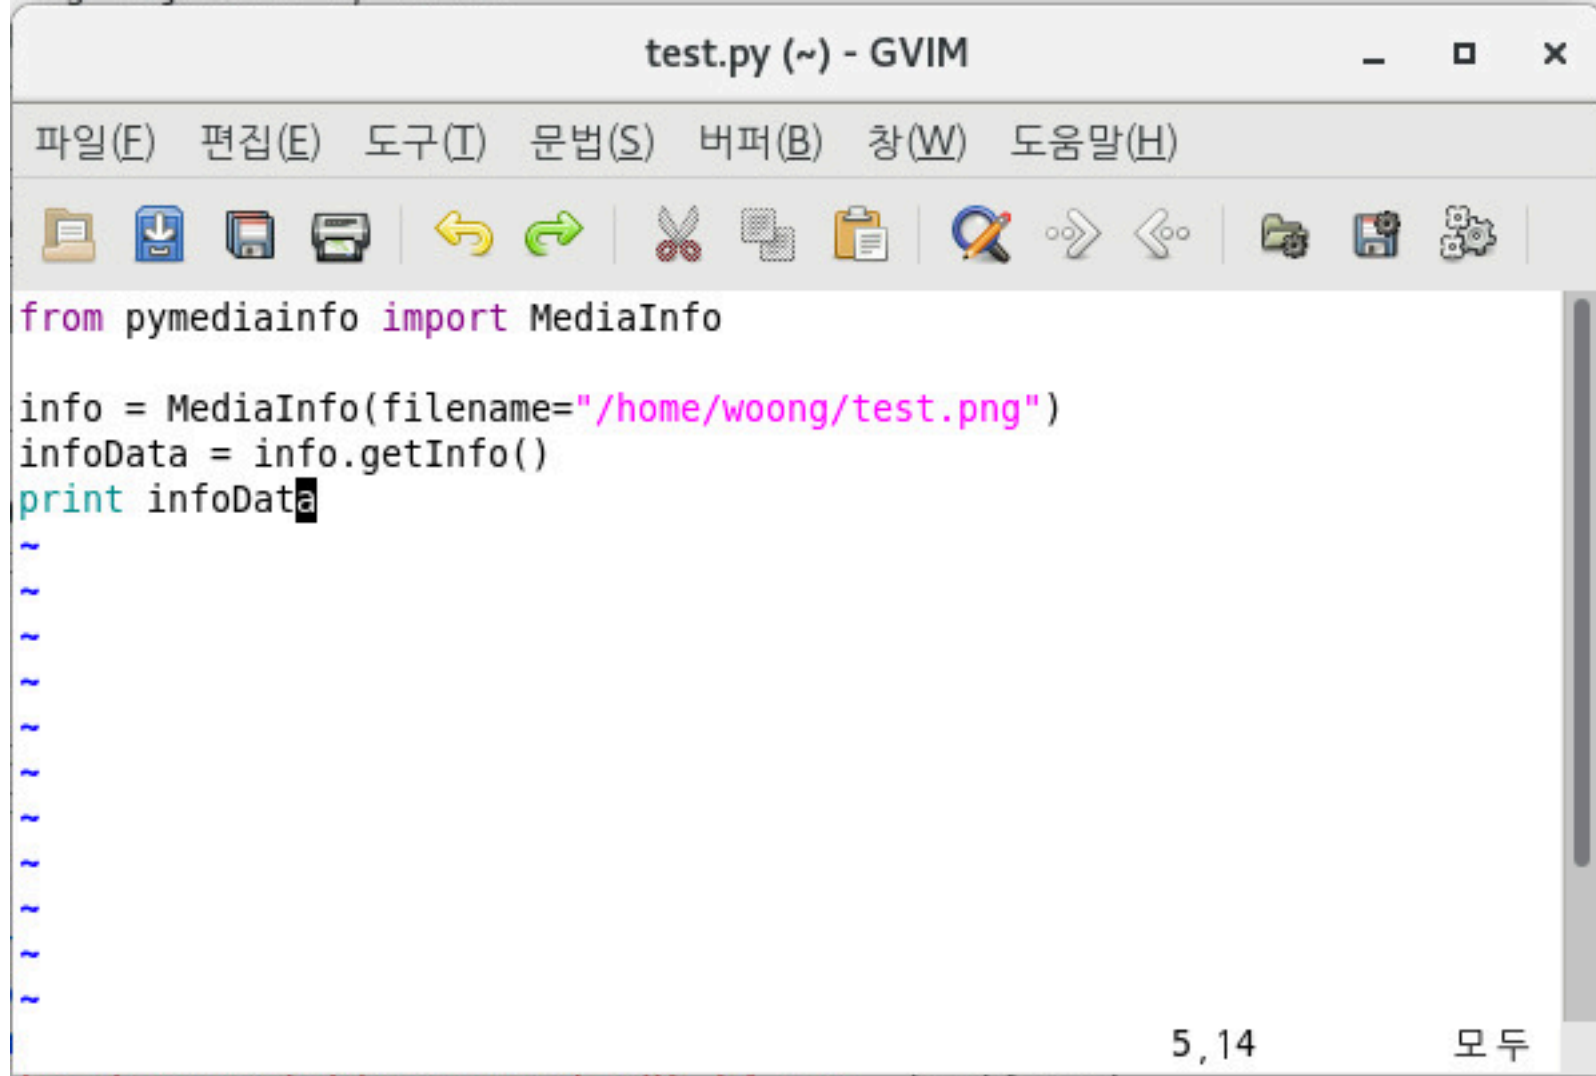 test.py (~) - GVIM
파일(F) 편집(E) 도구(T) 문법(S) 버퍼(B) 창(W) 도움말(H)
from pymediainfo import MediaInfo
info = MediaInfo(filename="/home/woong/test.png")
infoData = info.getInfo()
print infoData
~
~
~
~
~
~
~
~
~
~
~
5,14 모두